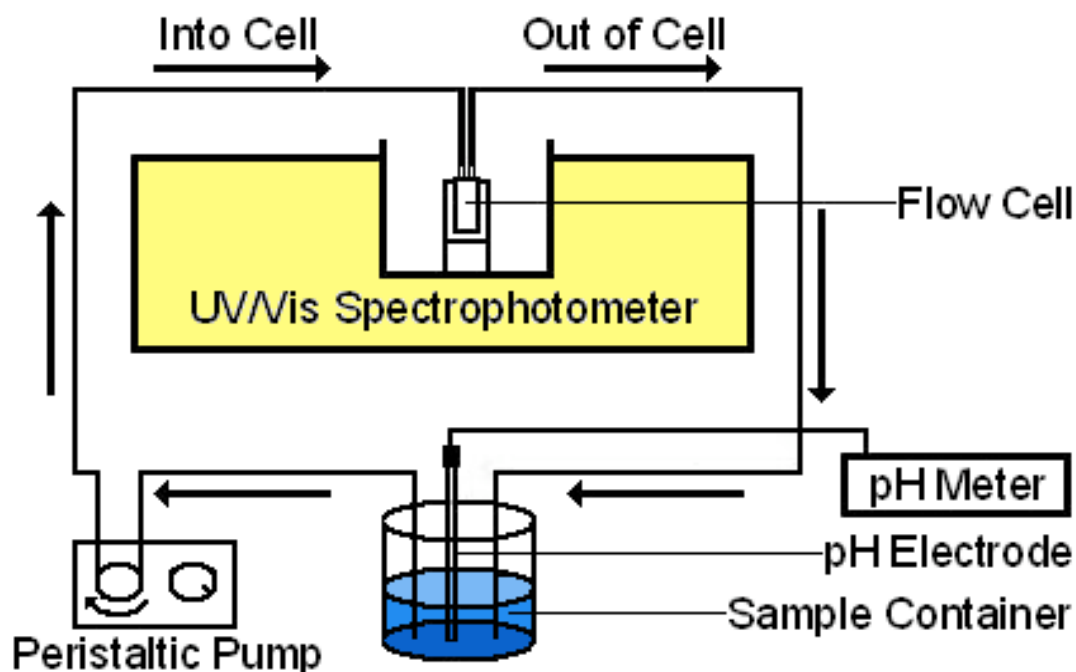 Into Cell
Out of Cell
Flow Cell
UV/Vis Spectrophotometer
pH Meter
pH Electrode
Sample Container
Peristaltic Pump